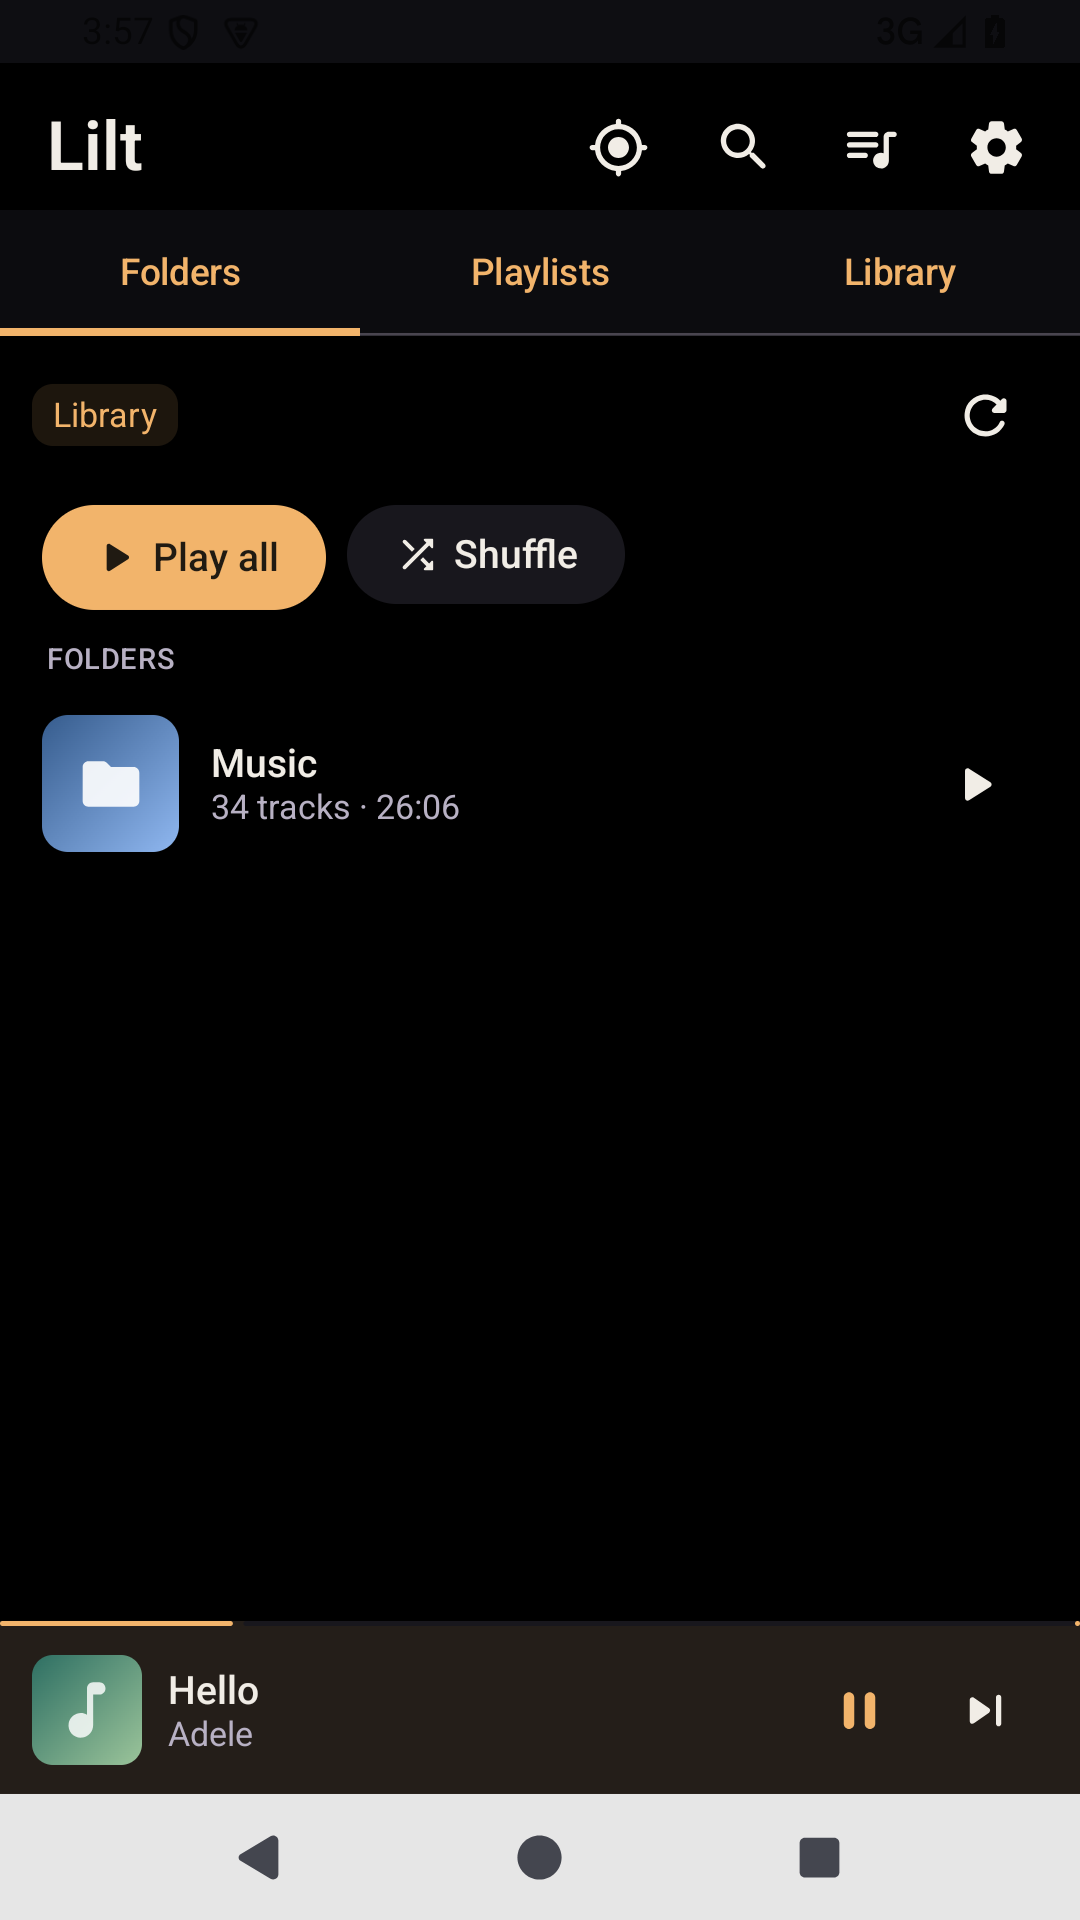 3:57
3G
Lilt
Folders
Playlists
Library
Library
Play all
Shuffle
FOLDERS
Music
34 tracks · 26:06
Hello
Adele